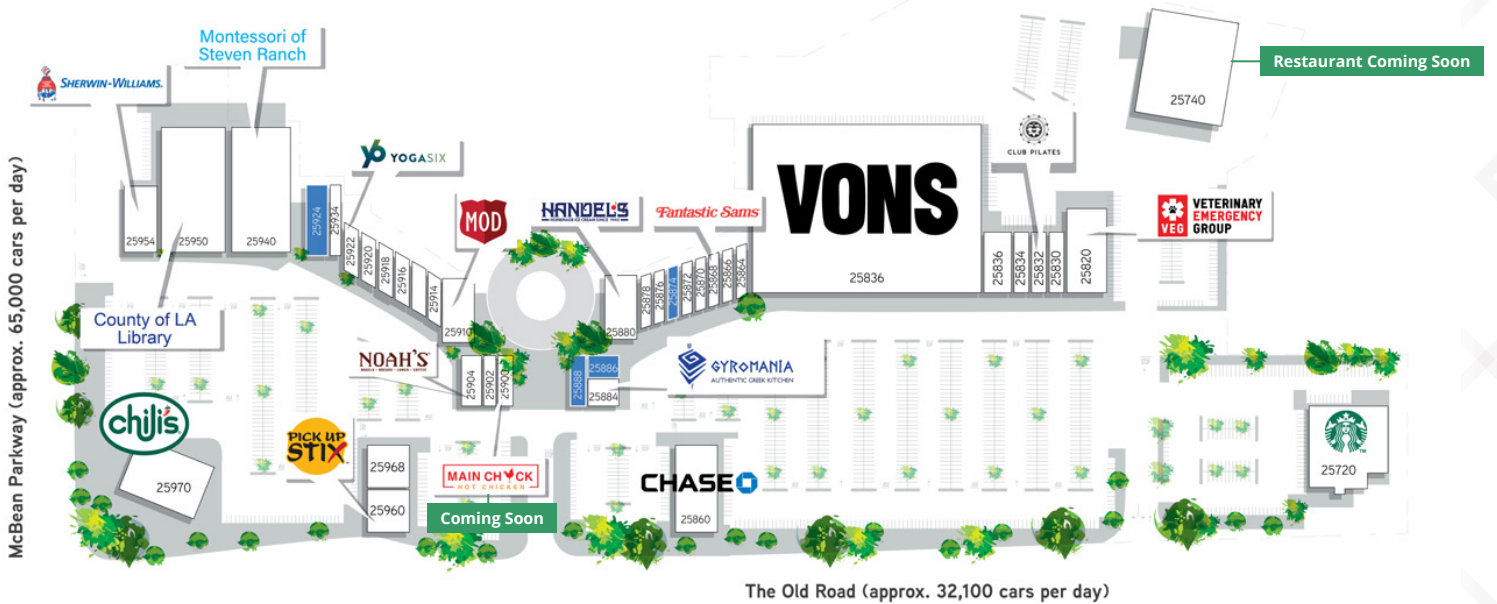 Montessori of
Steven Ranch
SHERWIN-WILLIAMS.
YOGASIX
MOD
HANDEL'S
HOMEMADE ICE CREAM SINCE 1945
Fantastic Sams
VONS
CLUB PILATES
Restaurant Coming Soon
25740
VEG
VETERINARY
EMERGENCY
GROUP
25954
25950
25940
25924
25934
25922
25920
25918
25916
25914
25910
25880
25878
25876
25874
25872
25870
25868
25866
25864
25836
25836
25834
25832
25830
25820
County of LA
Library
NOAH'S
25904
25902
25900
25888
25886
25884
GYROMANIA
AUTHENTIC GREEK KITCHEN
chili's
25970
PICK UP
STIX
25968
25960
MAIN CHICK
HOT CHICKEN
Coming Soon
CHASE
25860
25720
McBean Parkway (approx. 65,000 cars per day)
The Old Road (approx. 32,100 cars per day)